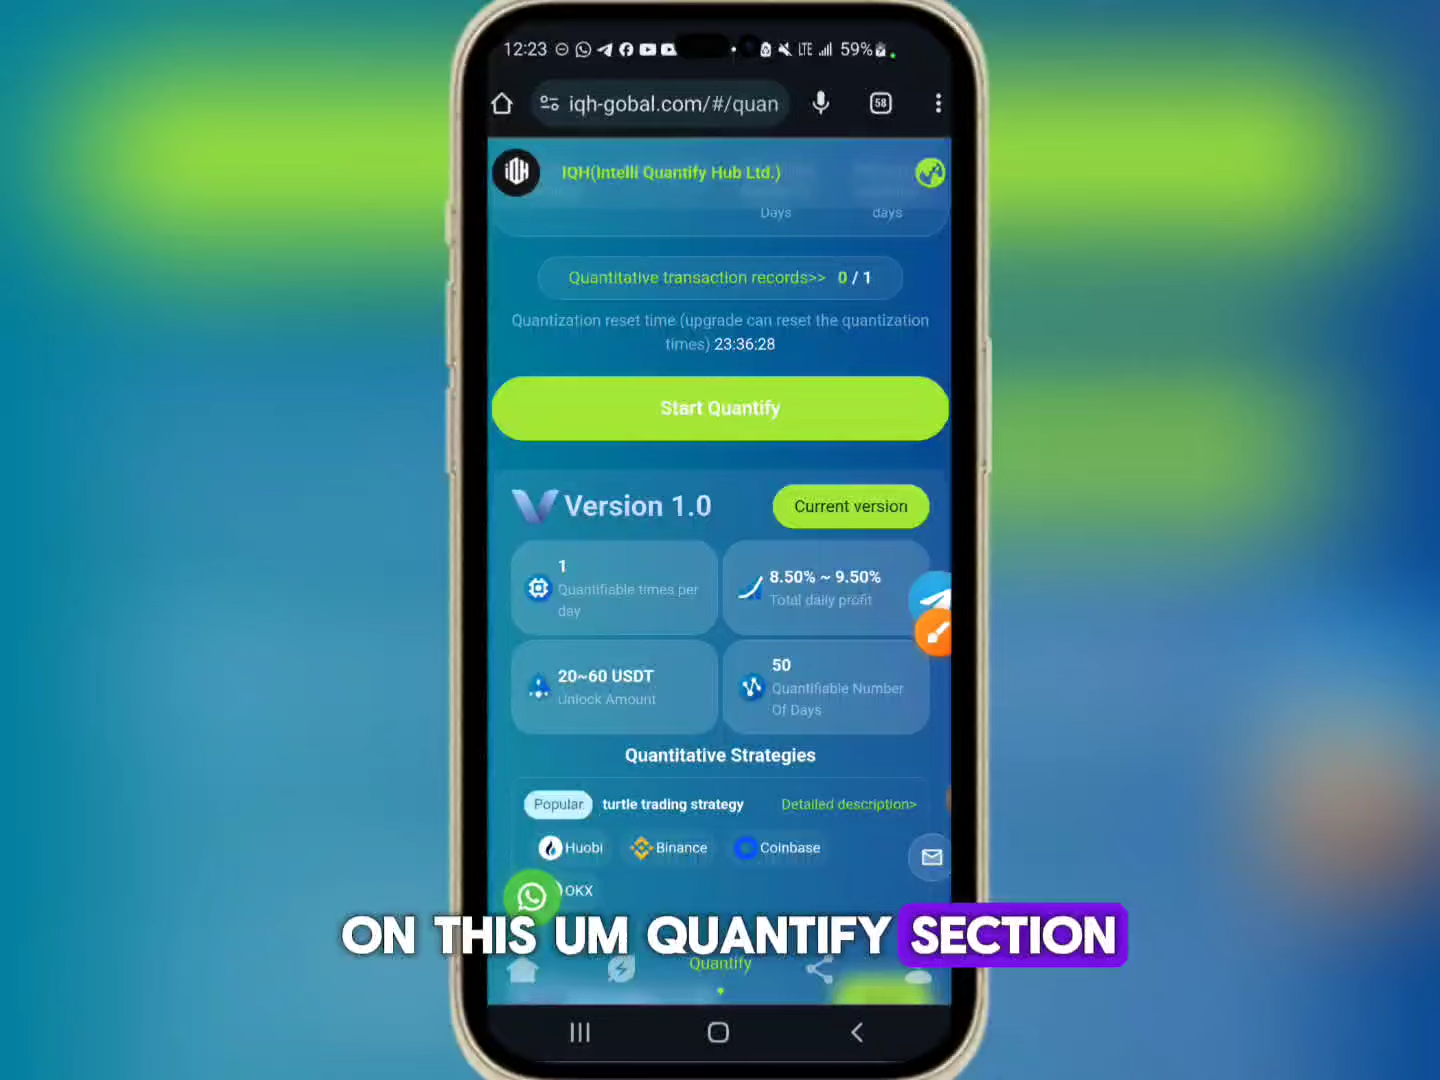 12:23 LTE 59%
iqh-gobal.com/#/quan 58
iQH IQH(Intelli Quantify Hub Ltd.)
Days days
Quantitative transaction records>> 0 / 1
Quantization reset time (upgrade can reset the quantization
times) 23:36:28
Start Quantify
Version 1.0 Current version
1
Quantifiable times per
day
8.50% ~ 9.50%
Total daily profit
20~60 USDT
Unlock Amount
50
Quantifiable Number
Of Days
Quantitative Strategies
Popular turtle trading strategy Detailed description>
Huobi Binance Coinbase
OKX
ON THIS UM QUANTIFY SECTION
Quantify